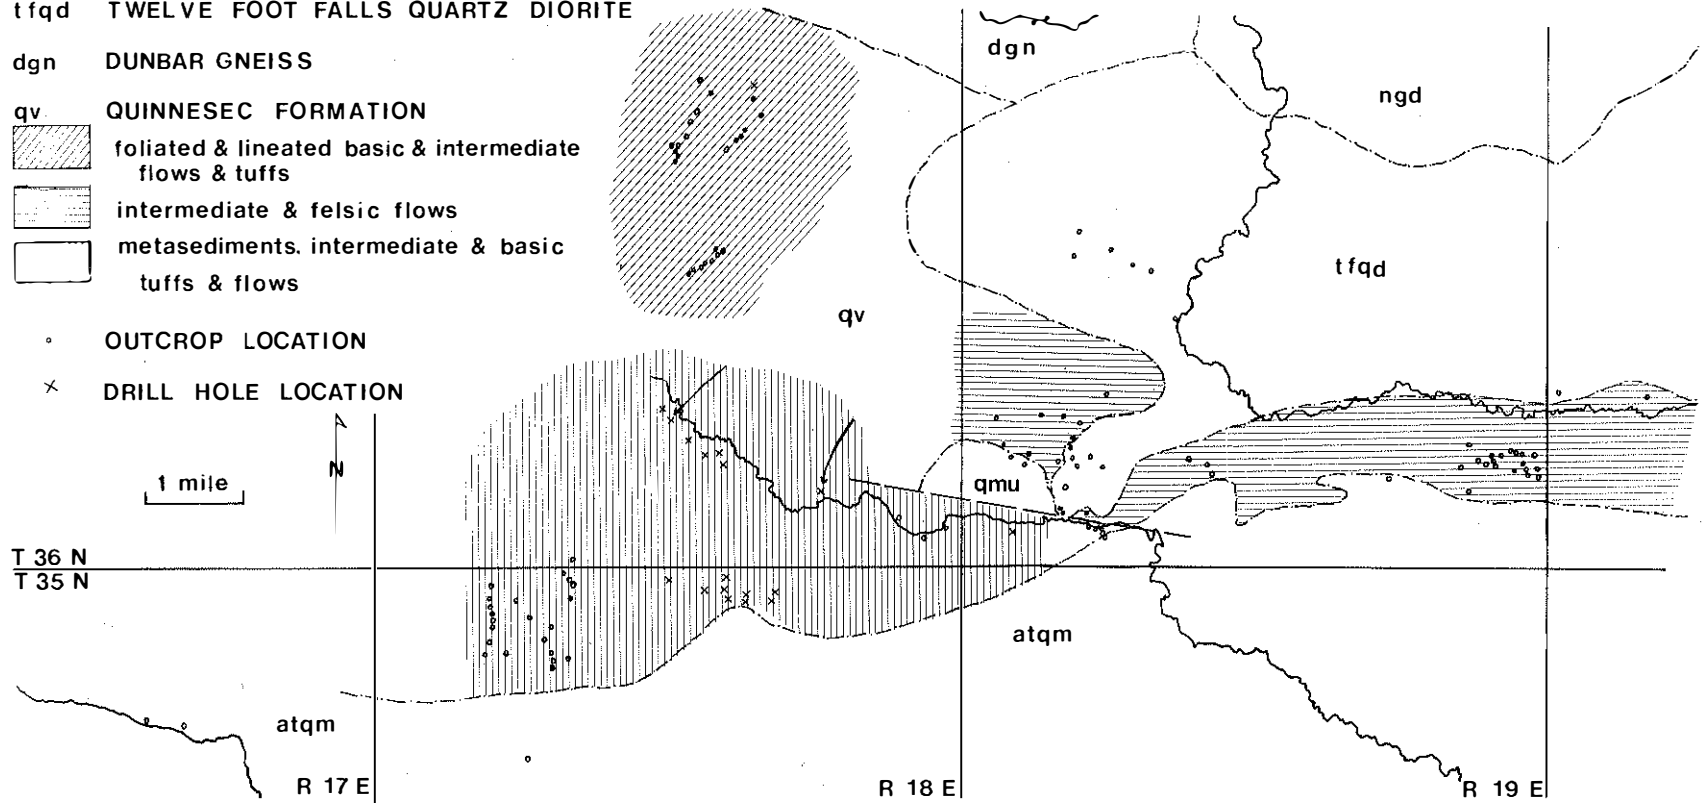 tfqd TWELVE FOOT FALLS QUARTZ DIORITE
dgn DUNBAR GNEISS
qv QUINNESEC FORMATION
foliated & lineated basic & intermediate
flows & tuffs
intermediate & felsic flows
metasediments. intermediate & basic
tuffs & flows
OUTCROP LOCATION
DRILL HOLE LOCATION
1 mile
N
T 36 N
T 35 N
dgn
ngd
tfqd
qv
qmu
atqm
atqm
R 17 E
R 18 E
R 19 E